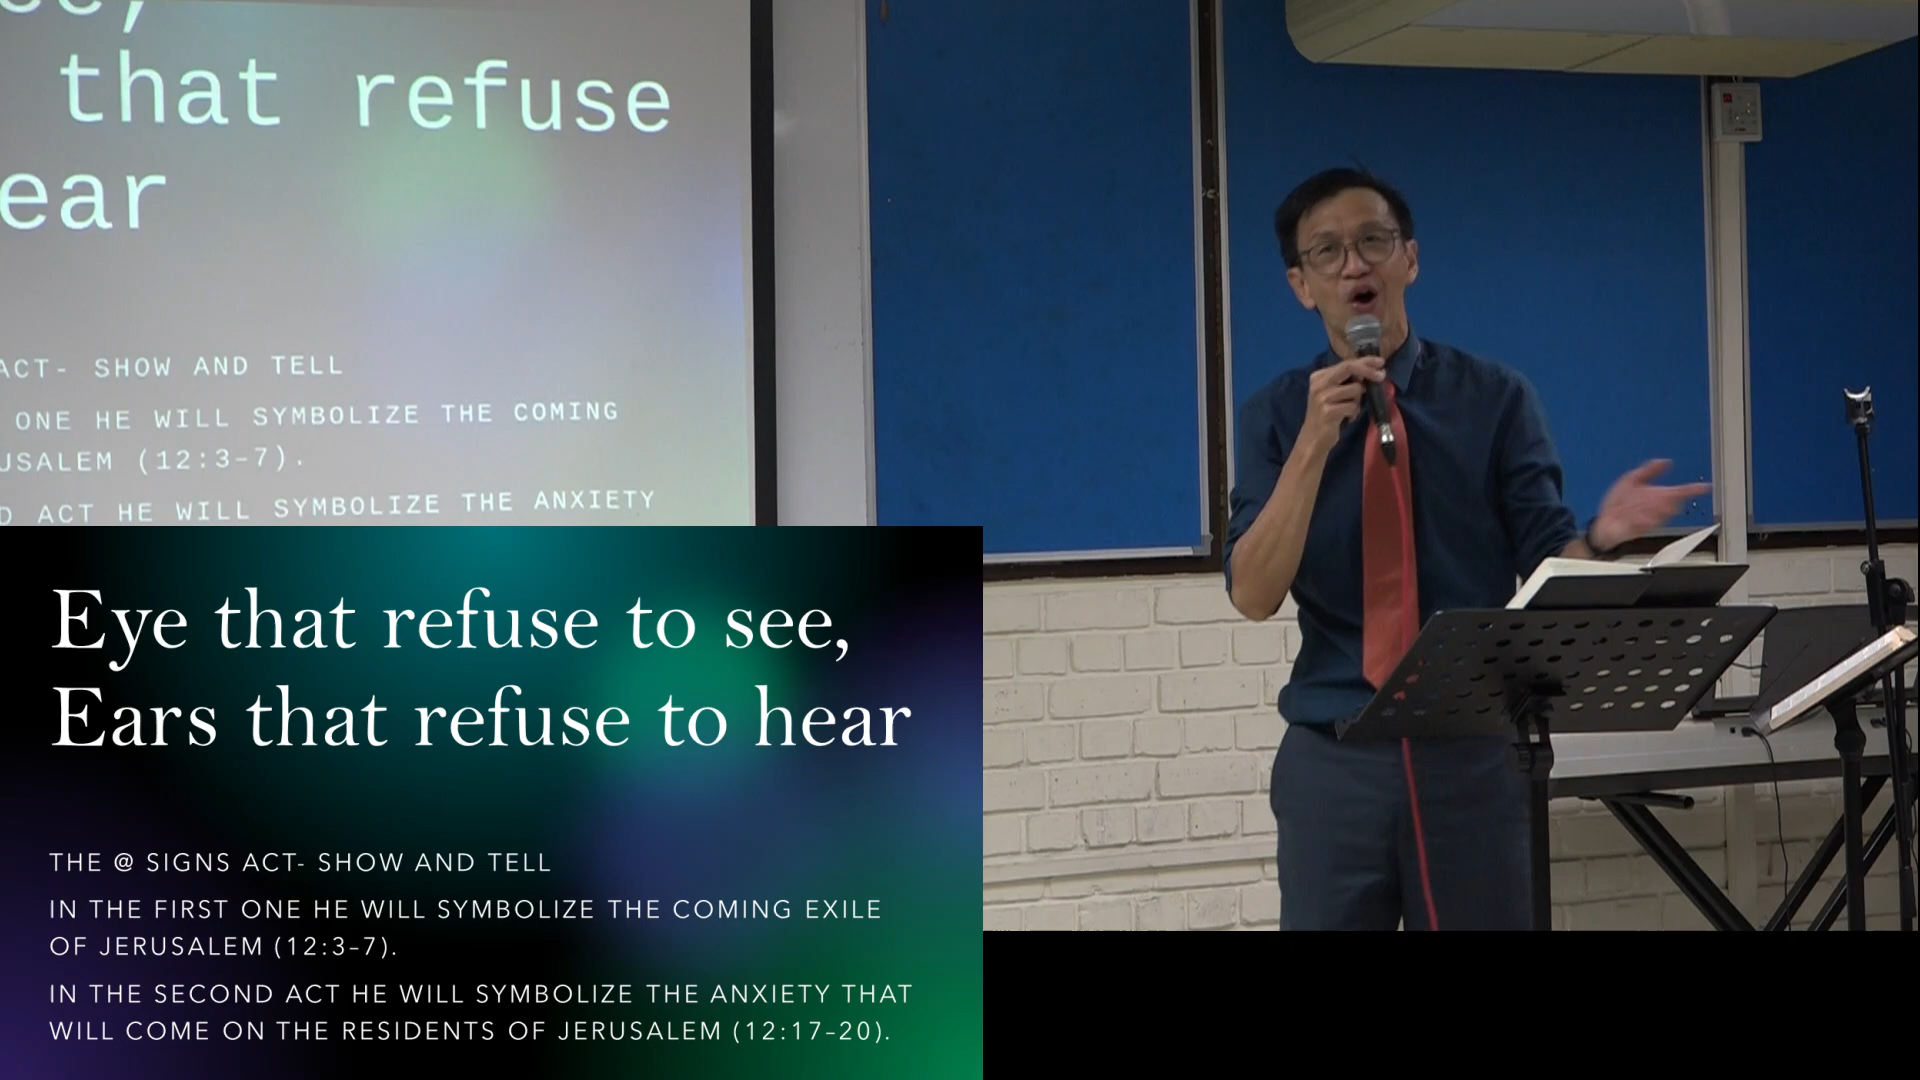 that refuse
ear
ACT- SHOW AND TELL
ONE HE WILL SYMBOLIZE THE COMING
USALEM (12:3-7).
D ACT HE WILL SYMBOLIZE THE ANXIETY
Eye that refuse to see,
Ears that refuse to hear
THE @ SIGNS ACT- SHOW AND TELL
IN THE FIRST ONE HE WILL SYMBOLIZE THE COMING EXILE
OF JERUSALEM (12:3–7).
IN THE SECOND ACT HE WILL SYMBOLIZE THE ANXIETY THAT
WILL COME ON THE RESIDENTS OF JERUSALEM (12:17–20).